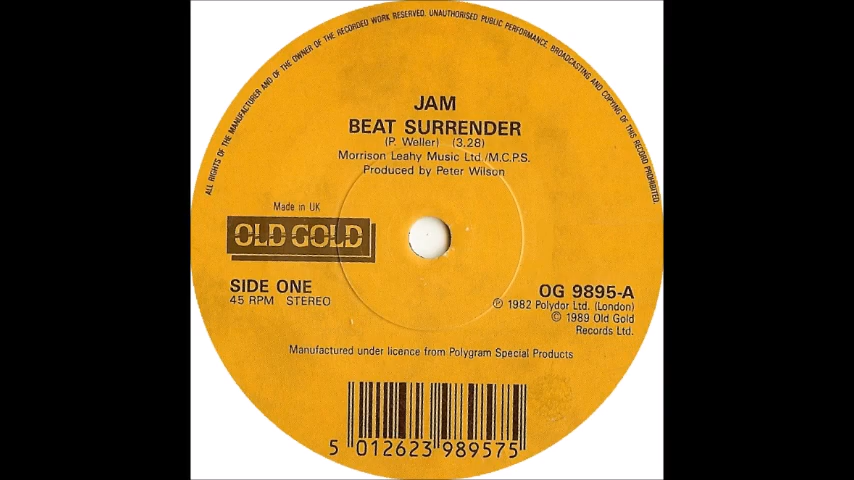 ALL RIGHTS OF THE MANUFACTURER AND OF THE OWNER OF THE RECORDED WORK RESERVED. UNAUTHORISED PUBLIC PERFORMANCE, BROADCASTING AND COPYING OF THIS RECORD PROHIBITED.
JAM
BEAT SURRENDER
(P. Weller) (3.28)
Morrison Leahy Music Ltd /M.C.P.S.
Produced by Peter Wilson
Made in UK
OLD GOLD
SIDE ONE
45 RPM STEREO
OG 9895-A
℗ 1982 Polydor Ltd. (London)
© 1989 Old Gold
Records Ltd.
Manufactured under licence from Polygram Special Products
5 012623 989575